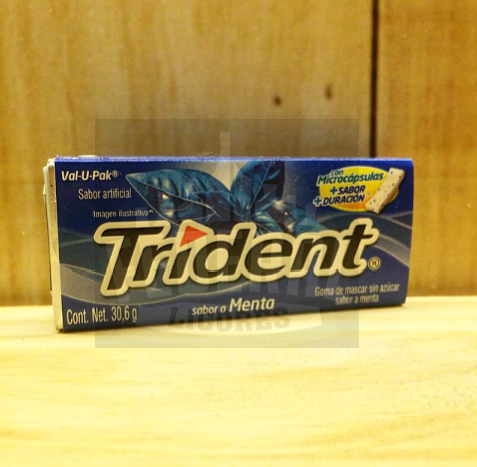 Val-U-Pak®
Sabor artificial
Imagen ilustrativa
con
Microcápsulas
+SABOR
+DURACIÓN
Trident®
sabor a Menta
Goma de mascar sin azúcar
sabor a menta
Cont. Net. 30,6 g
LICORES